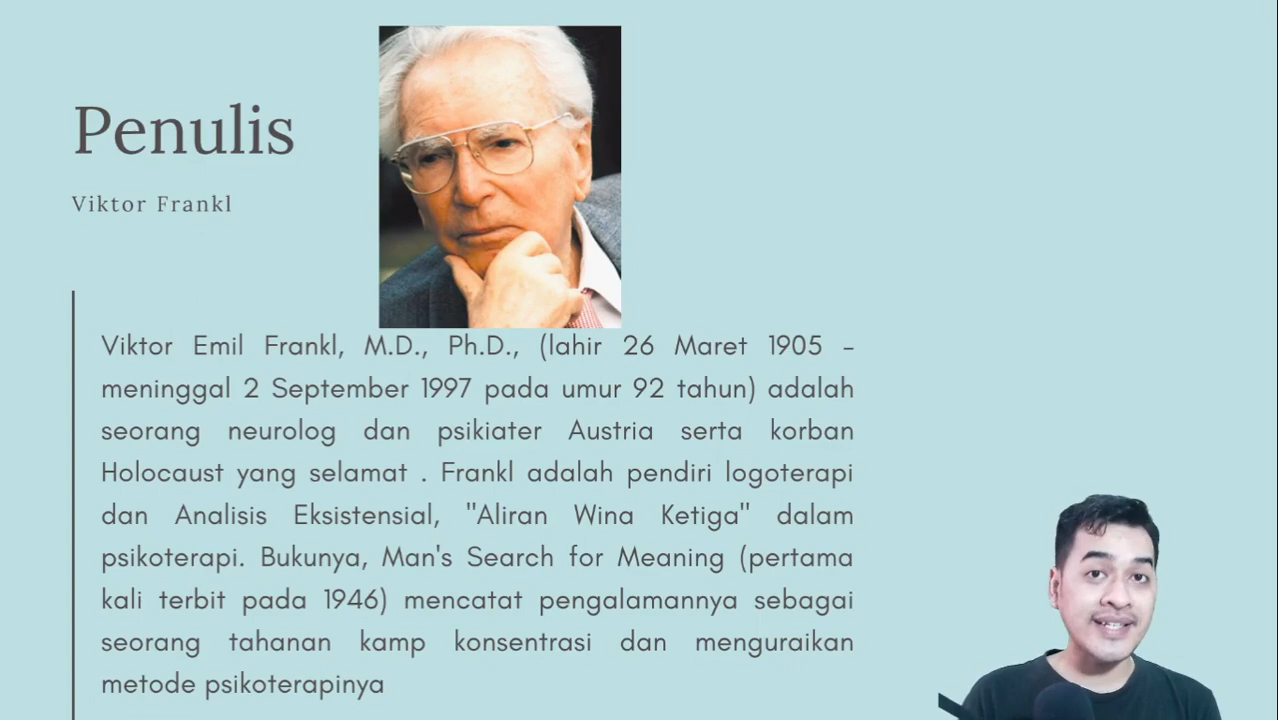 Penulis
Viktor Frankl
Viktor Emil Frankl, M.D., Ph.D., (lahir 26 Maret 1905 –
meninggal 2 September 1997 pada umur 92 tahun) adalah
seorang neurolog dan psikiater Austria serta korban
Holocaust yang selamat . Frankl adalah pendiri logoterapi
dan Analisis Eksistensial, "Aliran Wina Ketiga" dalam
psikoterapi. Bukunya, Man's Search for Meaning (pertama
kali terbit pada 1946) mencatat pengalamannya sebagai
seorang tahanan kamp konsentrasi dan menguraikan
metode psikoterapinya